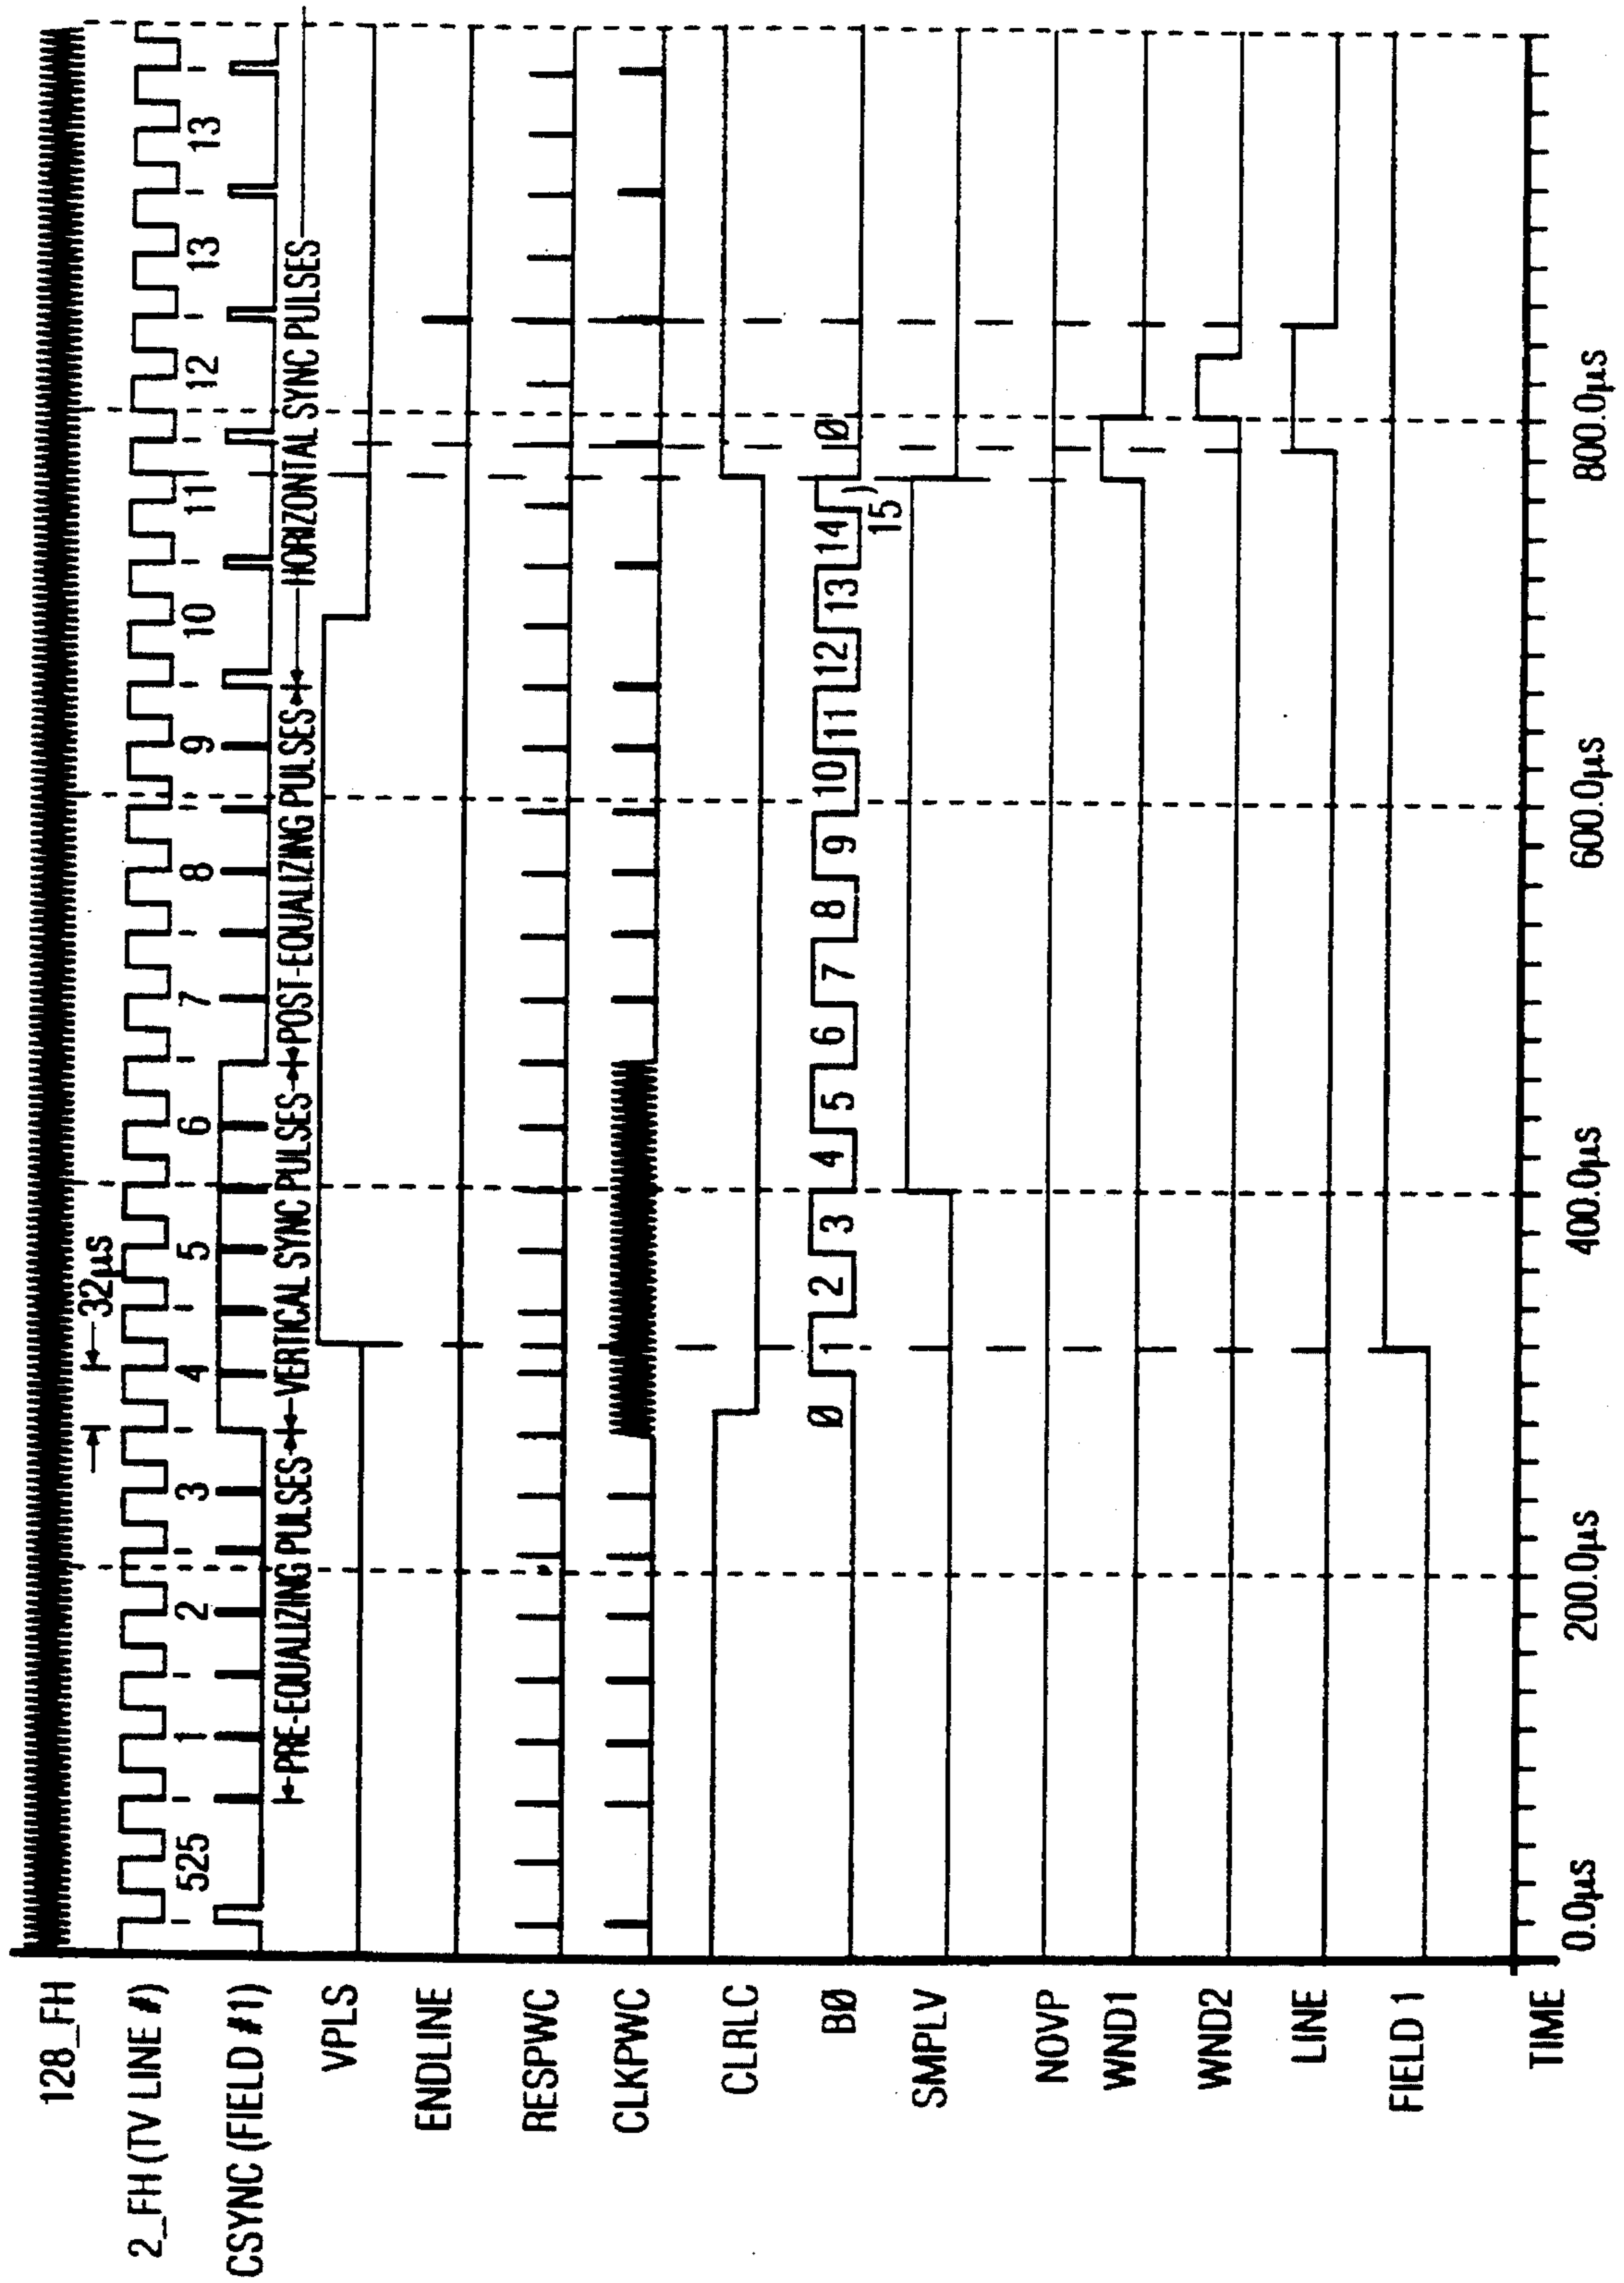 128_FH
2_FH (TV LINE #) 525 1 2 3 4 5 6 7 8 9 10 11 12 13 13
32μs
CSYNC (FIELD #1)
PRE-EQUALIZING PULSES VERTICAL SYNC PULSES POST-EQUALIZING PULSES HORIZONTAL SYNC PULSES
VPLS
ENDLINE
RESPWC
CLKPWC
CLRLC
BØ Ø 1 2 3 4 5 6 7 8 9 10 11 12 13 14 15 Ø
SMPLV
NOVP
WND1
WND2
LINE
FIELD 1
TIME 0.0μs 200.0μs 400.0μs 600.0μs 800.0μs